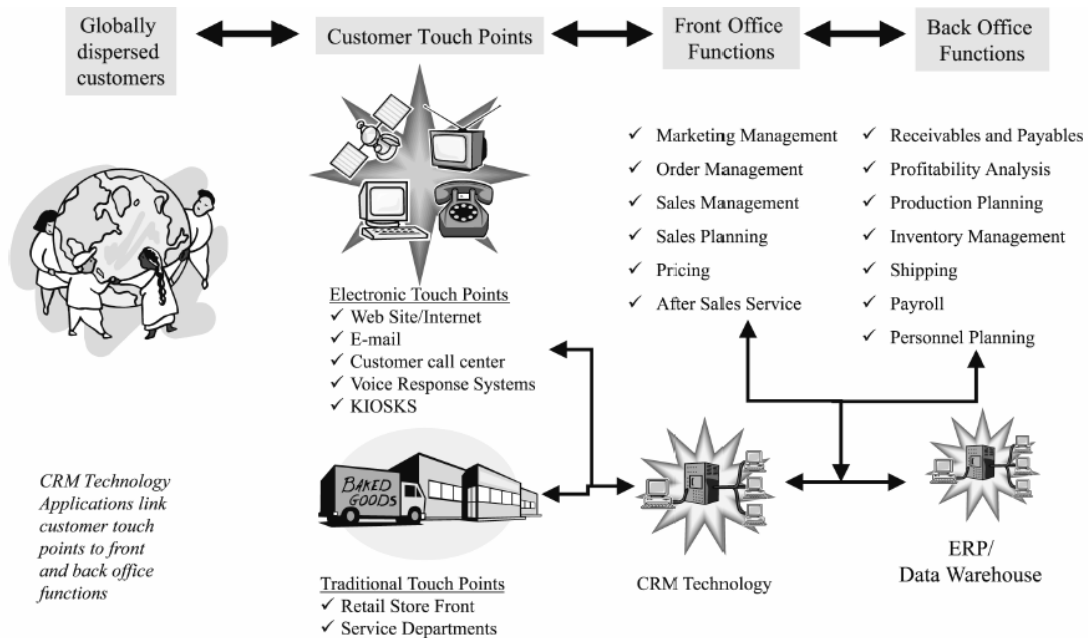 Globally
dispersed
customers
Customer Touch Points
Front Office
Functions
Back Office
Functions
✓ Marketing Management
✓ Order Management
✓ Sales Management
✓ Sales Planning
✓ Pricing
✓ After Sales Service
✓ Receivables and Payables
✓ Profitability Analysis
✓ Production Planning
✓ Inventory Management
✓ Shipping
✓ Payroll
✓ Personnel Planning
Electronic Touch Points
✓ Web Site/Internet
✓ E-mail
✓ Customer call center
✓ Voice Response Systems
✓ KIOSKS
BAKED
GOODS
CRM Technology
Applications link
customer touch
points to front
and back office
functions
Traditional Touch Points
✓ Retail Store Front
✓ Service Departments
CRM Technology
ERP/
Data Warehouse